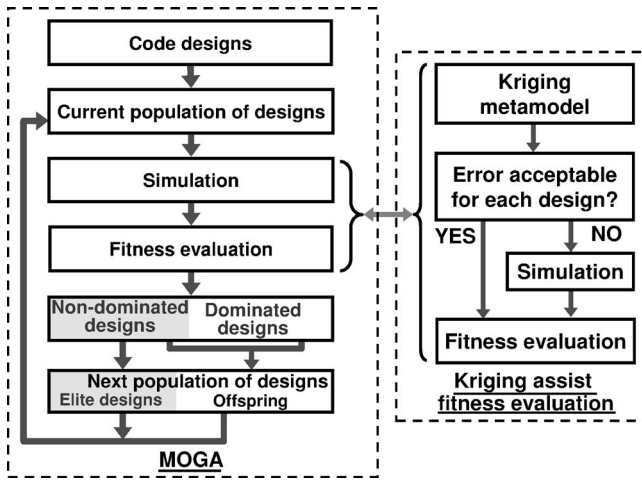 Code designs
Current population of designs
Simulation
Fitness evaluation
Non-dominated
designs
Dominated
designs
Next population of designs
Elite designs
Offspring
MOGA
Kriging
metamodel
Error acceptable
for each design?
YES
NO
Simulation
Fitness evaluation
Kriging assist
fitness evaluation